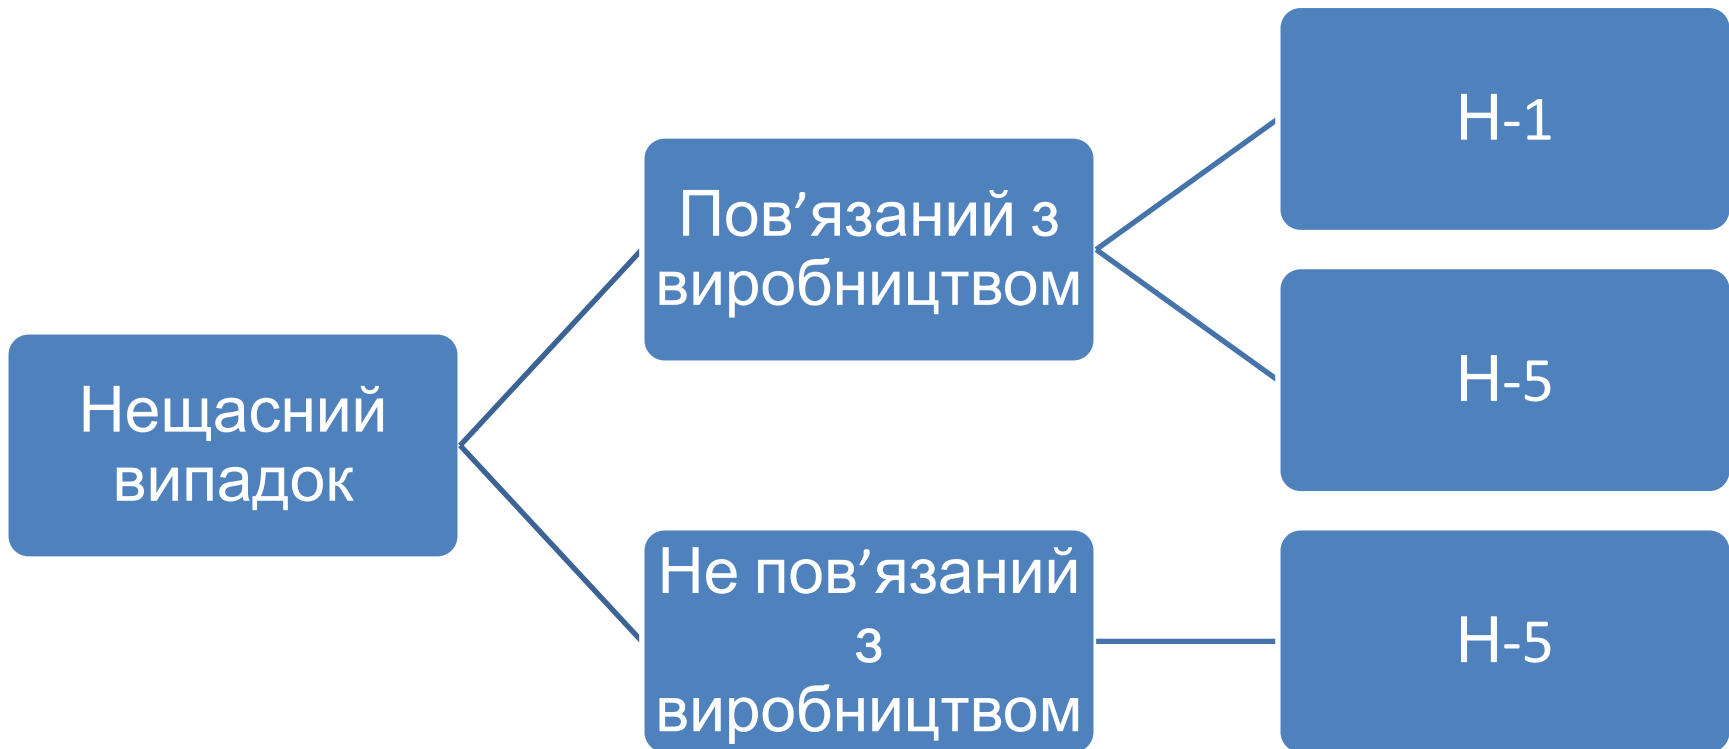 Нещасний
випадок
Пов’язаний з
виробництвом
Н-1
Н-5
Не пов’язаний
з
виробництвом
Н-5